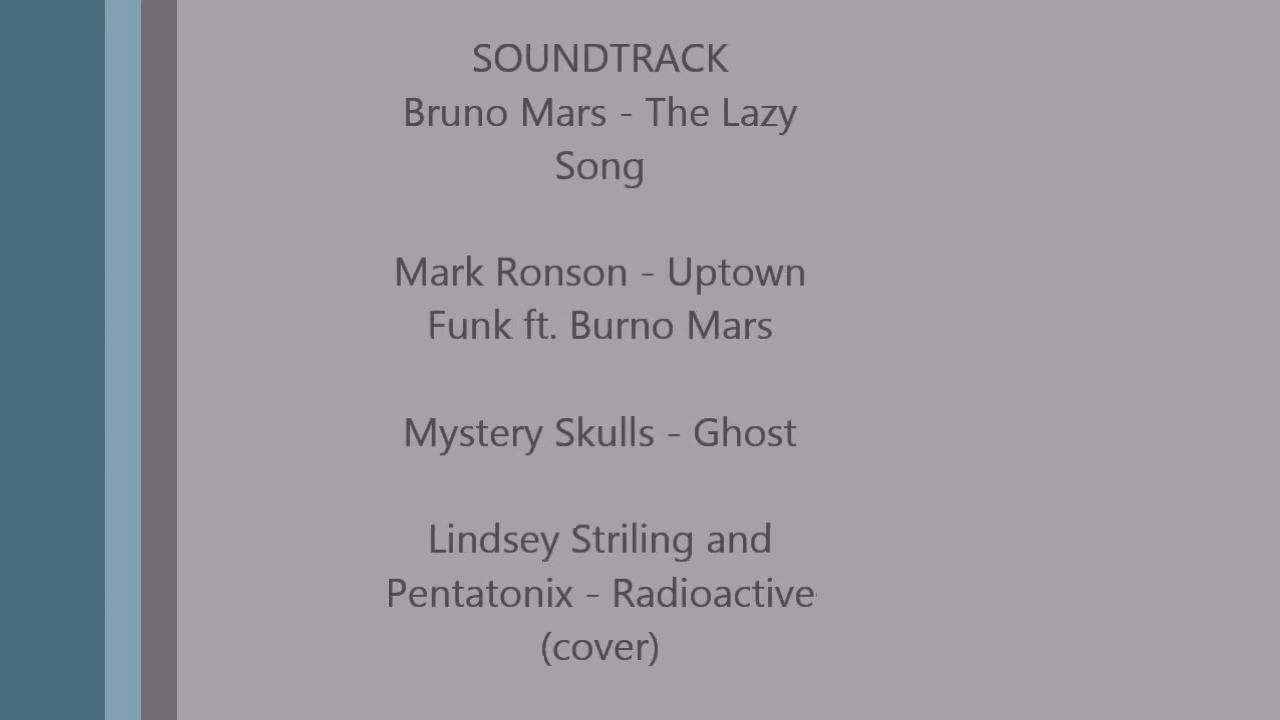 SOUNDTRACK
Bruno Mars - The Lazy
Song
Mark Ronson - Uptown
Funk ft. Burno Mars
Mystery Skulls - Ghost
Lindsey Striling and
Pentatonix - Radioactive
(cover)